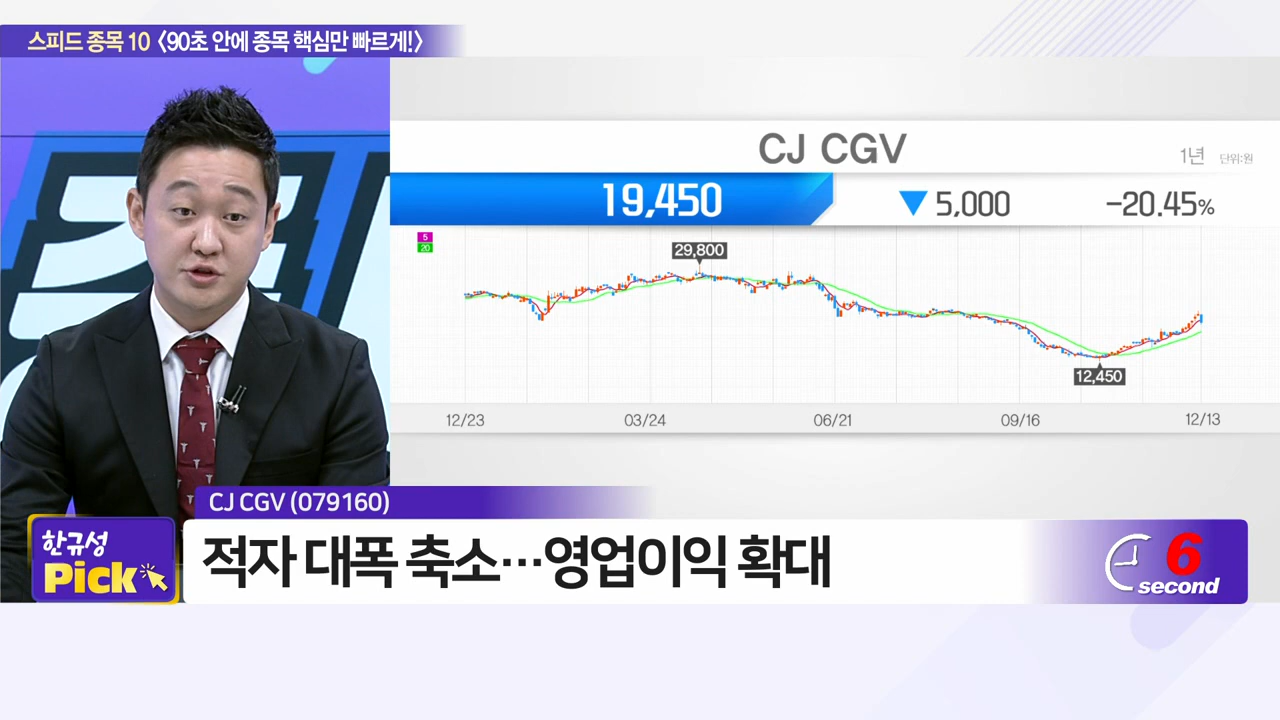 스피드 종목 10 〈90초 안에 종목 핵심만 빠르게!〉
CJ CGV
1년 단위:원
19,450 ▼5,000 -20.45%
5
20
29,800
12,450
12/23 03/24 06/21 09/16 12/13
CJ CGV (079160)
한규성
Pick
적자 대폭 축소…영업이익 확대
6
second